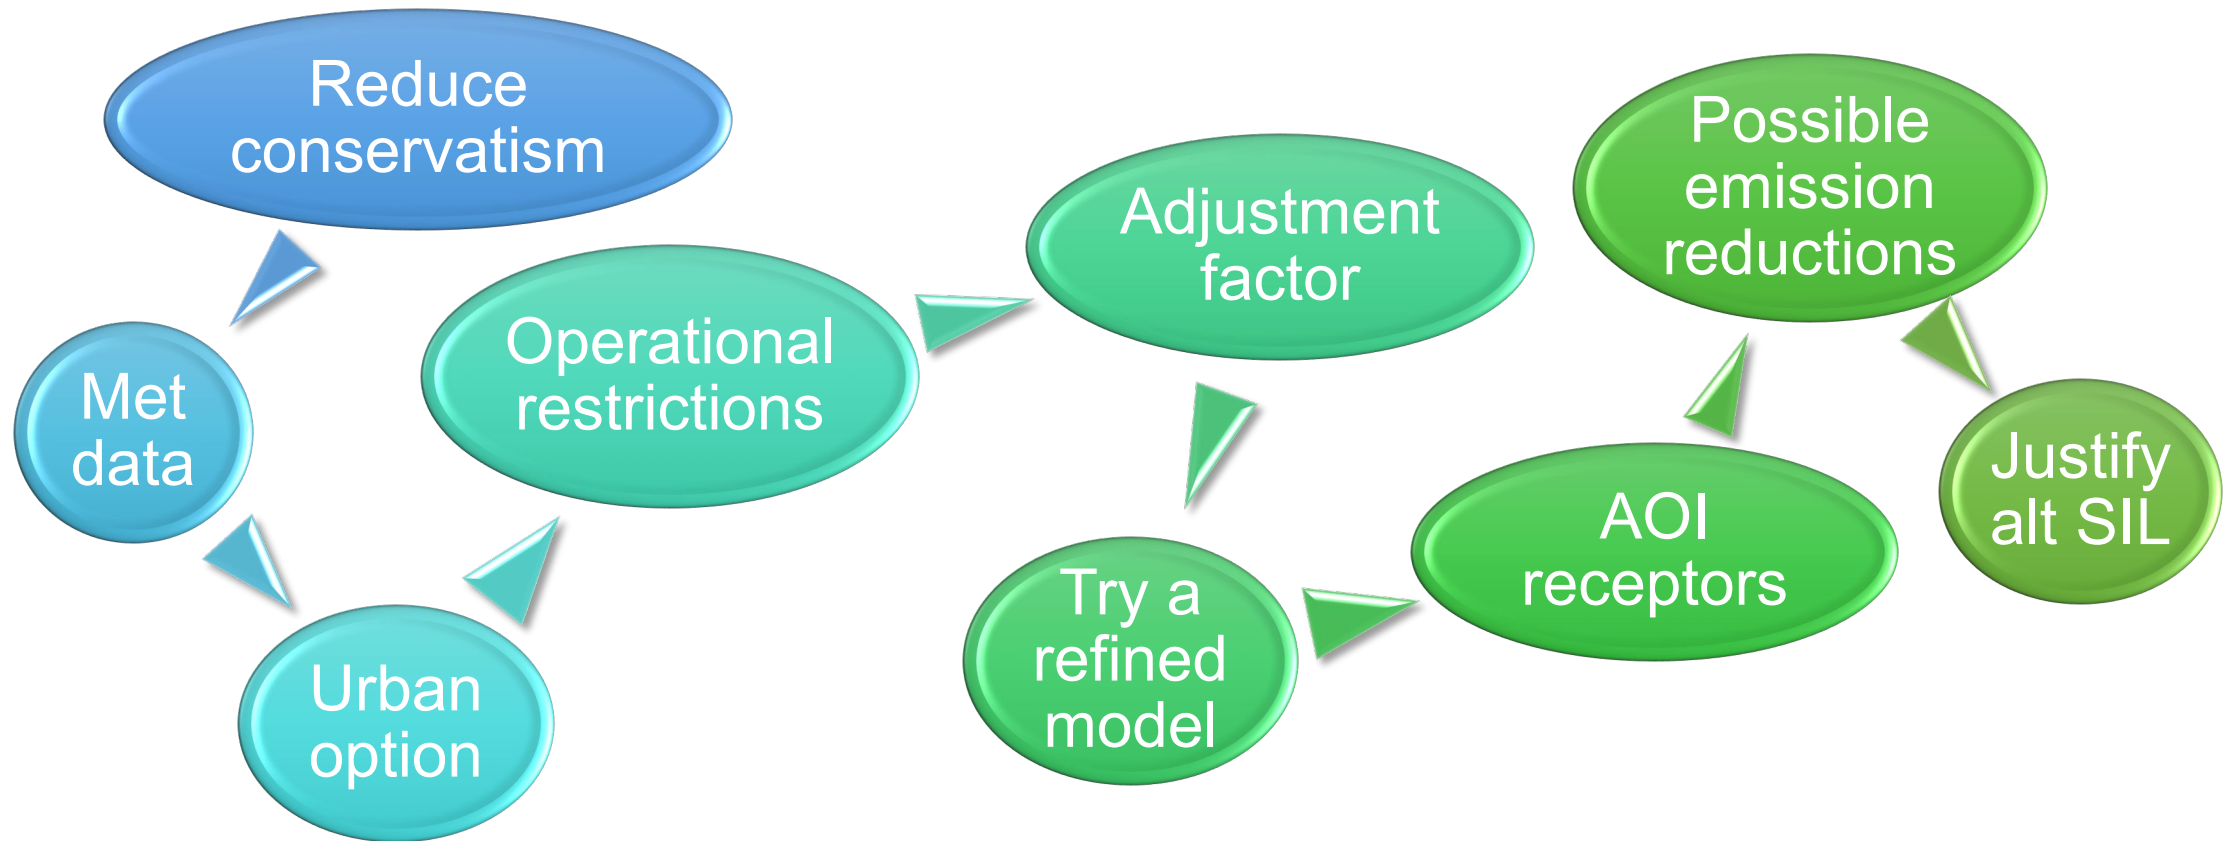 Reduce
conservatism
Met
data
Urban
option
Operational
restrictions
Adjustment
factor
Try a
refined
model
AOI
receptors
Possible
emission
reductions
Justify
alt SIL